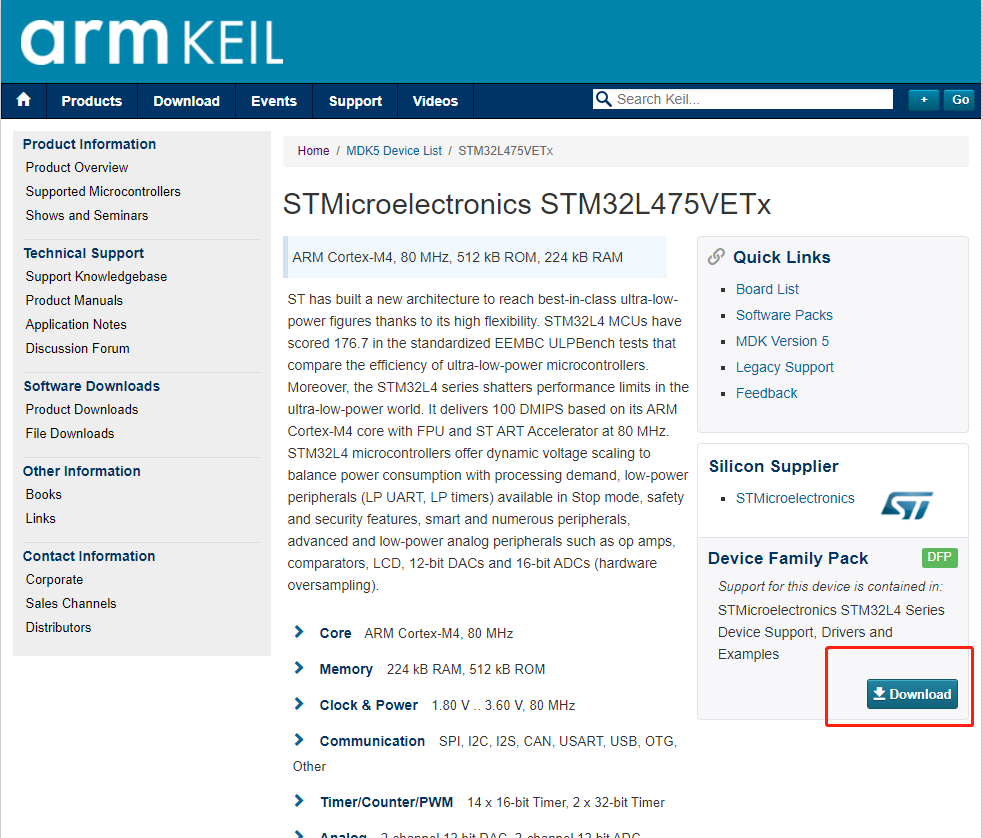 arm KEIL
Products Download Events Support Videos Search Keil... + Go
Product Information
Product Overview
Supported Microcontrollers
Shows and Seminars
Technical Support
Support Knowledgebase
Product Manuals
Application Notes
Discussion Forum
Software Downloads
Product Downloads
File Downloads
Other Information
Books
Links
Contact Information
Corporate
Sales Channels
Distributors
Home / MDK5 Device List / STM32L475VETx
STMicroelectronics STM32L475VETx
ARM Cortex-M4, 80 MHz, 512 kB ROM, 224 kB RAM
ST has built a new architecture to reach best-in-class ultra-low-
power figures thanks to its high flexibility. STM32L4 MCUs have
scored 176.7 in the standardized EEMBC ULPBench tests that
compare the efficiency of ultra-low-power microcontrollers.
Moreover, the STM32L4 series shatters performance limits in the
ultra-low-power world. It delivers 100 DMIPS based on its ARM
Cortex-M4 core with FPU and ST ART Accelerator at 80 MHz.
STM32L4 microcontrollers offer dynamic voltage scaling to
balance power consumption with processing demand, low-power
peripherals (LP UART, LP timers) available in Stop mode, safety
and security features, smart and numerous peripherals,
advanced and low-power analog peripherals such as op amps,
comparators, LCD, 12-bit DACs and 16-bit ADCs (hardware
oversampling).
Core ARM Cortex-M4, 80 MHz
Memory 224 kB RAM, 512 kB ROM
Clock & Power 1.80 V .. 3.60 V, 80 MHz
Communication SPI, I2C, I2S, CAN, USART, USB, OTG,
Other
Timer/Counter/PWM 14 x 16-bit Timer, 2 x 32-bit Timer
Analog 2-channel 12-bit DAC, 2-channel 12-bit ADC
Quick Links
Board List
Software Packs
MDK Version 5
Legacy Support
Feedback
Silicon Supplier
STMicroelectronics
ST
Device Family Pack DFP
Support for this device is contained in:
STMicroelectronics STM32L4 Series
Device Support, Drivers and
Examples
Download